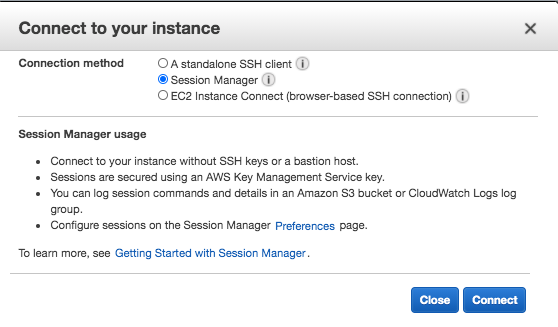 Connect to your instance
Connection method
A standalone SSH client
Session Manager
EC2 Instance Connect (browser-based SSH connection)
Session Manager usage
Connect to your instance without SSH keys or a bastion host.
Sessions are secured using an AWS Key Management Service key.
You can log session commands and details in an Amazon S3 bucket or CloudWatch Logs log
group.
Configure sessions on the Session Manager Preferences page.
To learn more, see Getting Started with Session Manager.
Close
Connect